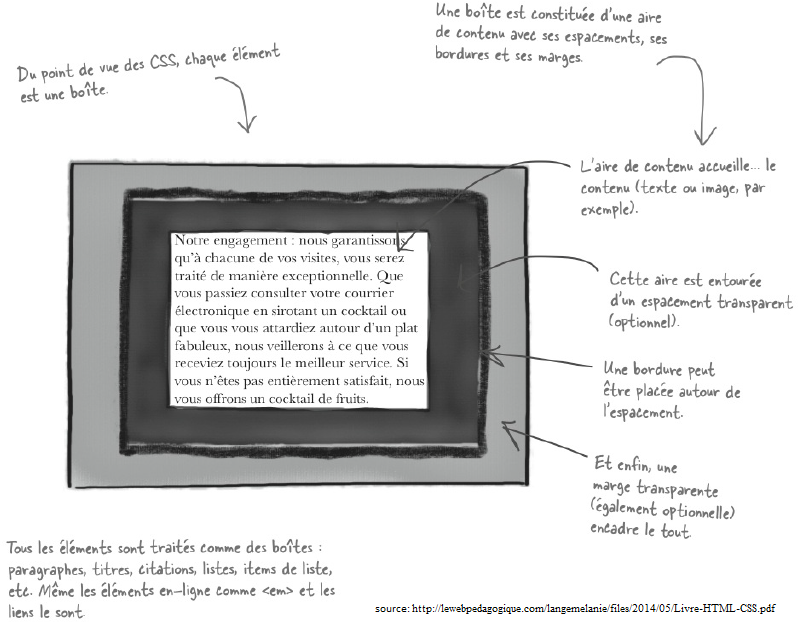 Du point de vue des CSS, chaque élément
est une boîte.
Une boîte est constituée d'une aire
de contenu avec ses espacements, ses
bordures et ses marges.
L'aire de contenu accueille... le
contenu (texte ou image, par
exemple).
Notre engagement : nous garantissons
qu'à chacune de vos visites, vous serez
traité de manière exceptionnelle. Que
vous passiez consulter votre courrier
électronique en sirotant un cocktail ou
que vous vous attardiez autour d'un plat
fabuleux, nous veillerons à ce que vous
receviez toujours le meilleur service. Si
vous n'êtes pas entièrement satisfait, nous
vous offrons un cocktail de fruits.
Cette aire est entourée
d'un espacement transparent
(optionnel).
Une bordure peut
être placée autour de
l'espacement.
Et enfin, une
marge transparente
(également optionnelle)
encadre le tout.
Tous les éléments sont traités comme des boîtes :
paragraphes, titres, citations, listes, items de liste,
etc. Même les éléments en-ligne comme <em> et les
liens le sont.
source: http://lewebpedagogique.com/langemelanie/files/2014/05/Livre-HTML-CSS.pdf